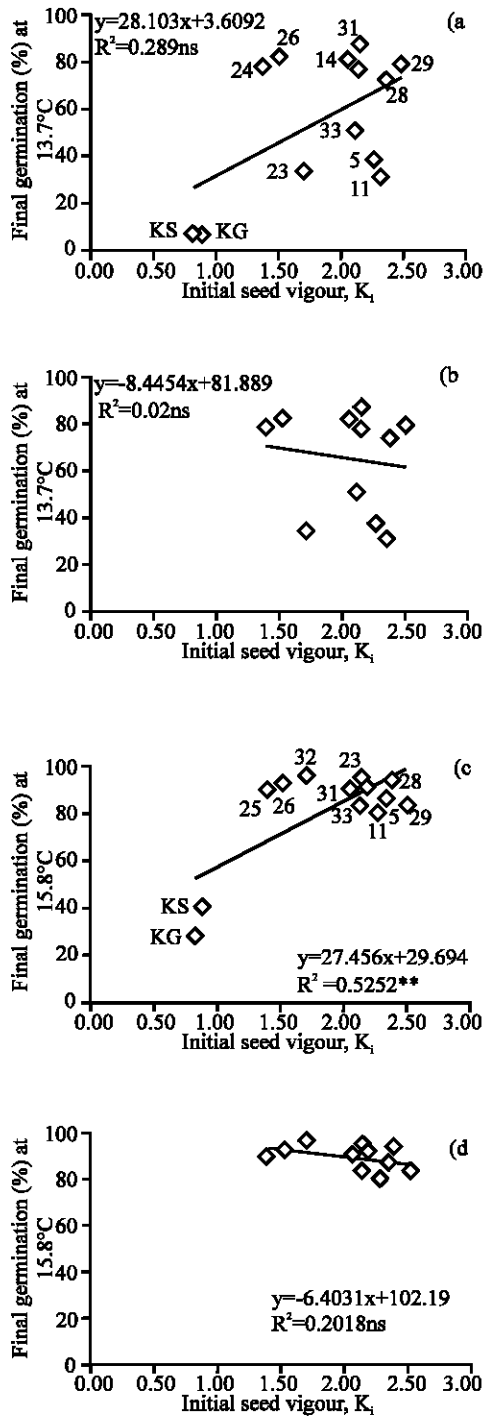 y=28.103x+3.6092
R²=0.289ns
(a
Final germination (%) at
13.7°C
100
80
60
40
20
0
26
24
31
14
29
28
33
5
23
11
KS
KG
0.00 0.50 1.00 1.50 2.00 2.50 3.00
Initial seed vigour, Ki
y=-8.4454x+81.889
R²=0.02ns
(b
Final germination (%) at
13.7°C
100
80
60
40
20
0
0.00 0.50 1.00 1.50 2.00 2.50 3.00
Initial seed vigour, Ki
(c
Final germination (%) at
15.8°C
100
80
60
40
20
0
32
23
25
26
31
28
33
11
5
29
KS
KG
y=27.456x+29.694
R² =0.5252**
0.00 0.50 1.00 1.50 2.00 2.50 3.00
Initial seed vigour, Ki
(d
Final germination (%) at
15.8°C
100
80
60
40
20
0
y=-6.4031x+102.19
R²=0.2018ns
0.00 0.50 1.00 1.50 2.00 2.50 3.00
Initial seed vigour, Ki